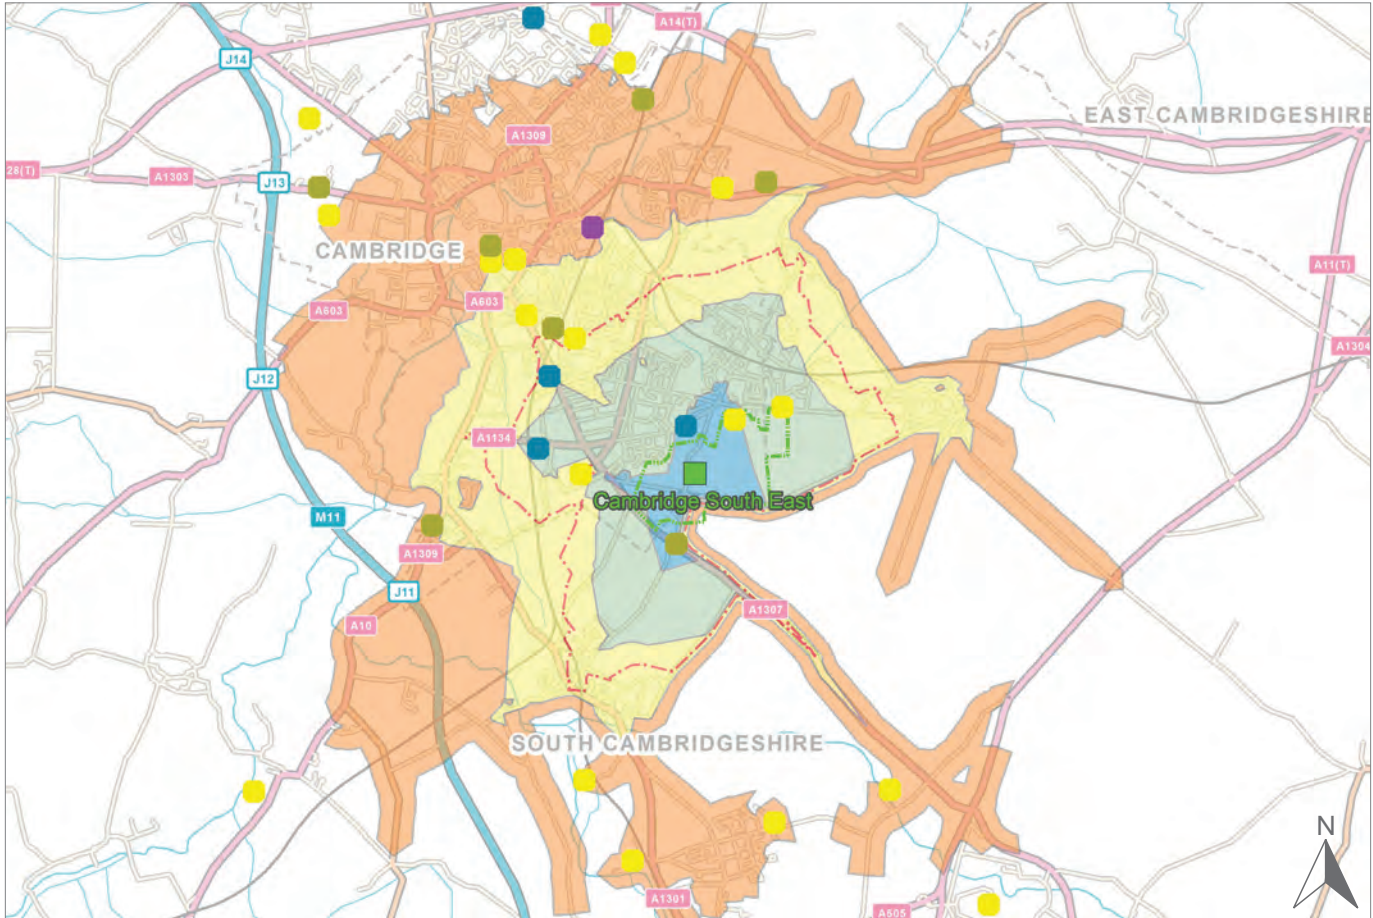 A14(T)
J14
EAST CAMBRIDGESHIRE
A1309
28(T)
A1303
J13
CAMBRIDGE
A11(T)
A603
A603
A1304
J12
A1134
Cambridge South East
M11
A1309
J11
A1307
A10
SOUTH CAMBRIDGESHIRE
N
A1301
A505